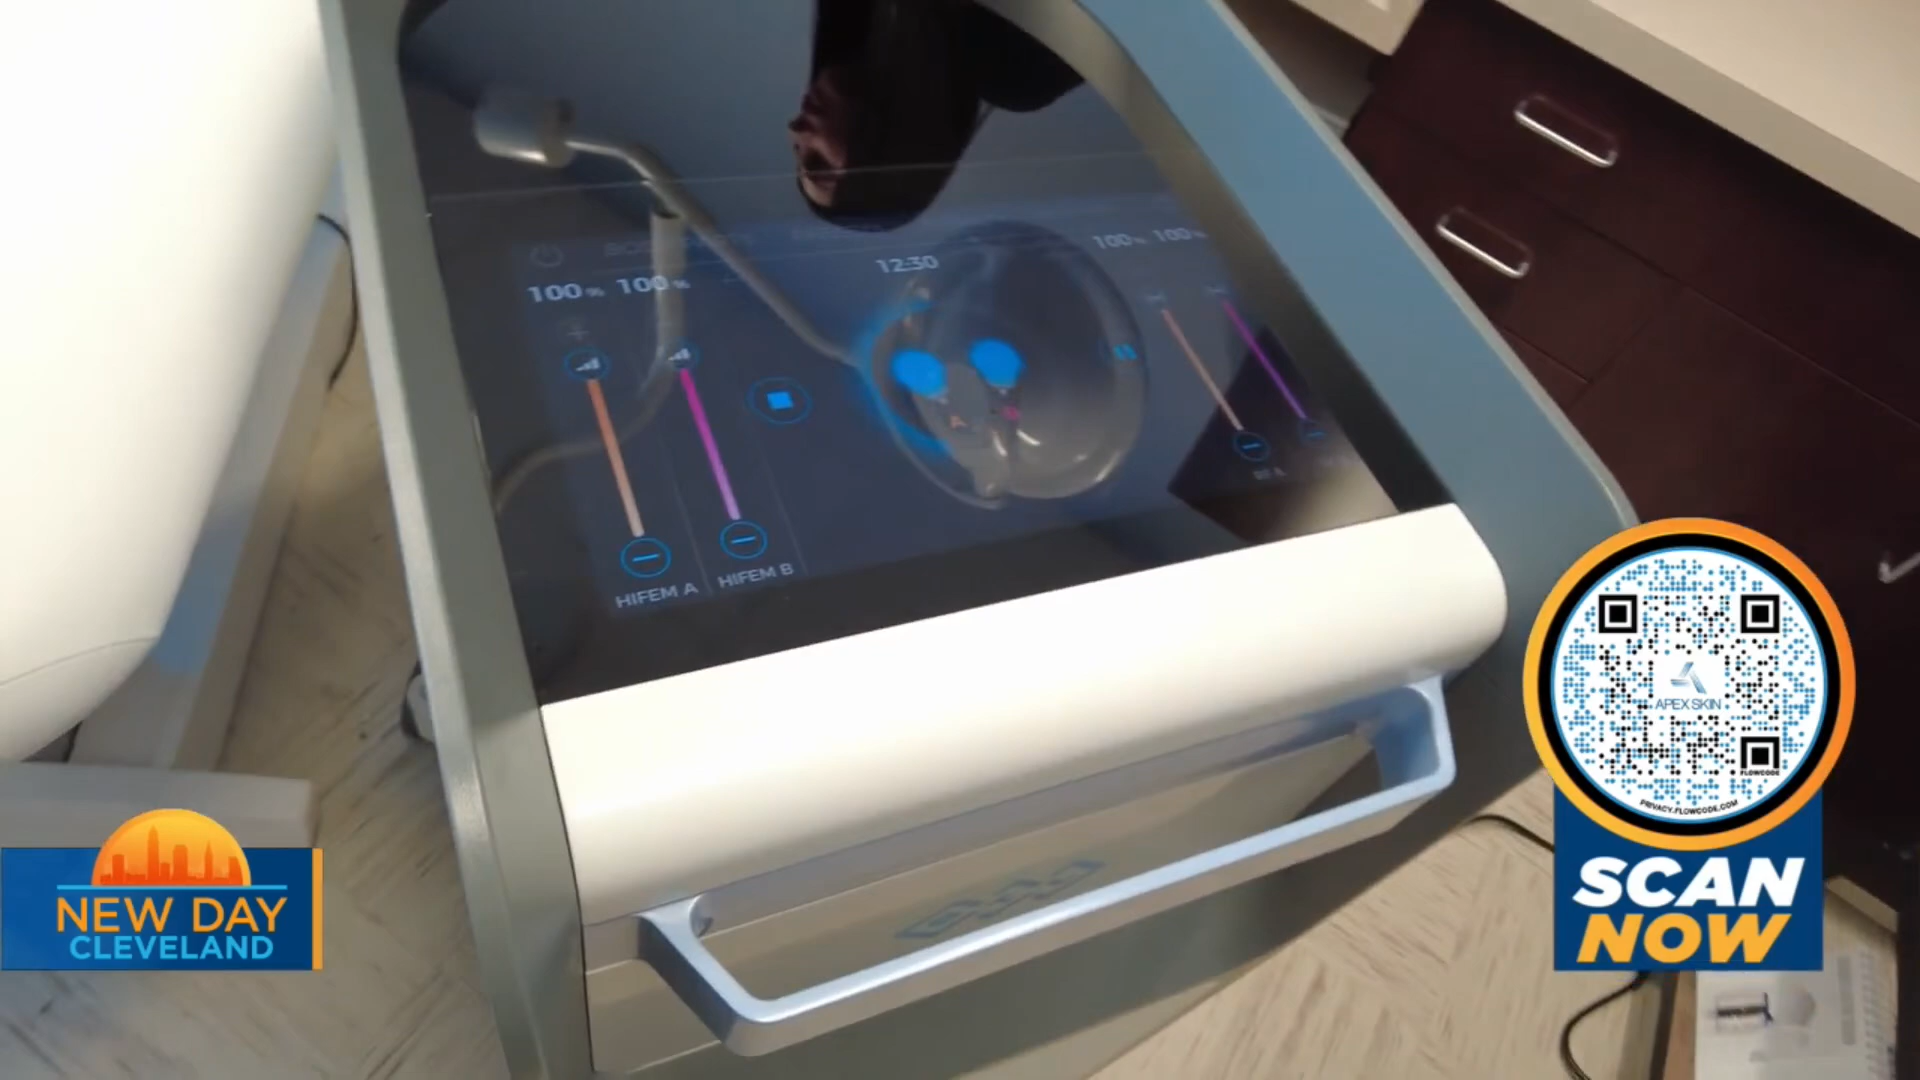 12:30
100% 100%
100% 100%
HIFEM A
HIFEM B
RF A
NEW DAY
CLEVELAND
APEX SKIN
FLOWCODE
PRIVACY.FLOWCODE.COM
SCAN
NOW